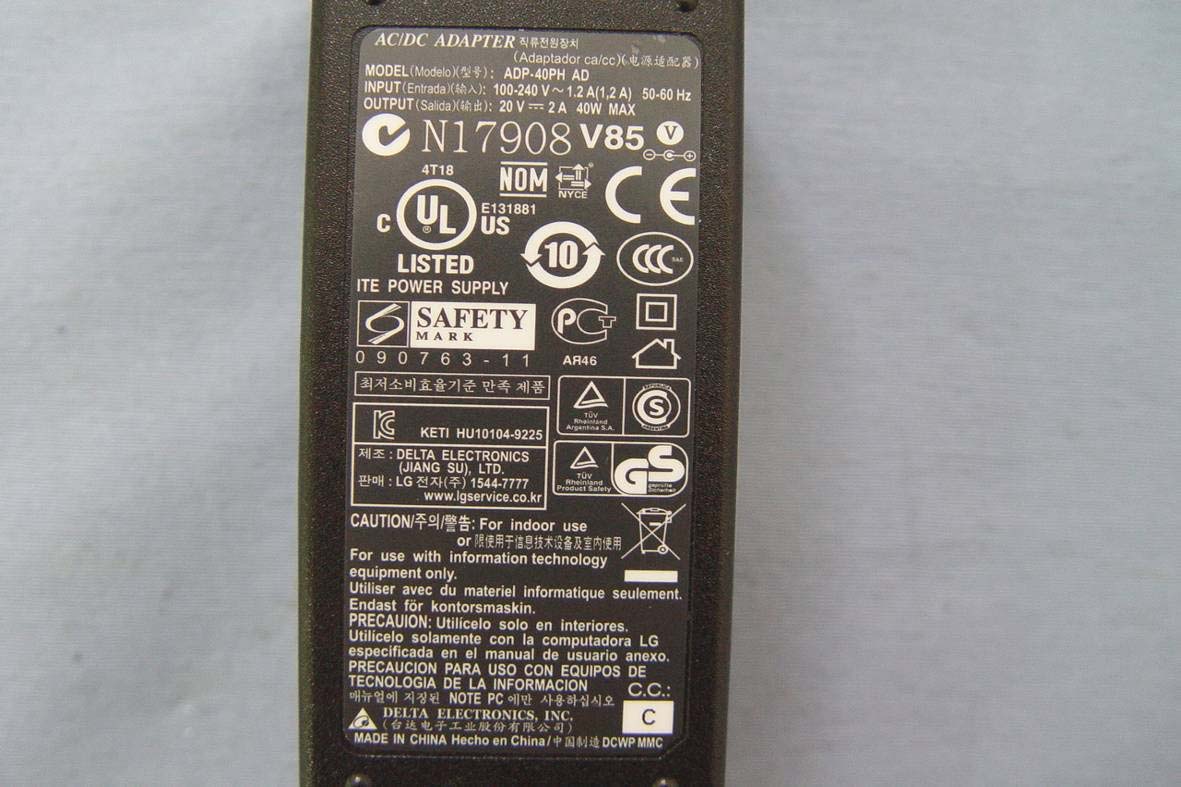 AC/DC ADAPTER 직류전원장치
(Adaptador ca/cc)(电源适配器)
MODEL(Modelo)(型号): ADP-40PH AD
INPUT(Entrada)(输入): 100-240 V~1.2 A(1,2 A) 50-60 Hz
OUTPUT(Salida)(输出): 20 V⎓2 A 40W MAX
N17908 V85 V
4T18
NOM
NYCE
CE
C UL ® US
E131881
LISTED
10
CCC
S&E
ITE POWER SUPPLY
SAFETY
MARK
PCT
090763-11
АЯ46
최저소비효율기준 만족 제품
TÜV
Rheinland
Argentina S.A.
REPUBLICA
S
ARGENTINA
KC KETI HU10104-9225
제조 : DELTA ELECTRONICS
(JIANG SU), LTD.
판매 : LG 전자(주) 1544-7777
www.lgservice.co.kr
TÜV
Rheinland
Product Safety
GS
geprüfte
Sicherheit
CAUTION/주의/警告: For indoor use
or 限使用于信息技术设备及室内使用
For use with information technology
equipment only.
Utiliser avec du materiel informatique seulement.
Endast för kontorsmaskin.
PRECAUION: Utilícelo solo en interiores.
Utilícelo solamente con la computadora LG
especificada en el manual de usuario anexo.
PRECAUCION PARA USO CON EQUIPOS DE
TECNOLOGIA DE LA INFORMACION
매뉴얼에 지정된 NOTE PC 에만 사용하십시오
C.C.:
C
DELTA ELECTRONICS, INC.
(台达电子工业股份有限公司)
MADE IN CHINA Hecho en China/中国制造 DCWP MMC